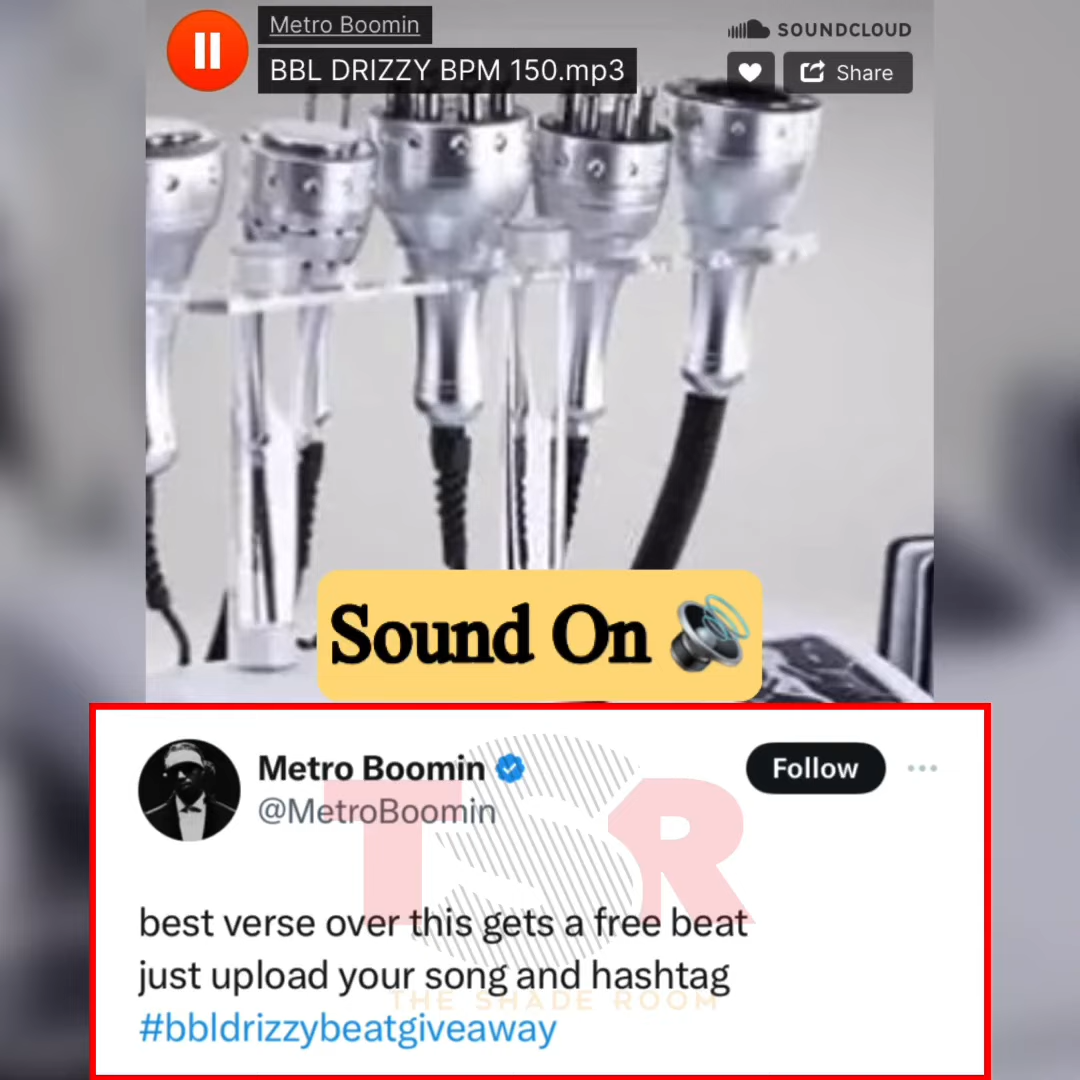 Metro Boomin
SOUNDCLOUD
BBL DRIZZY BPM 150.mp3
Share
Sound On
Metro Boomin
Follow
@MetroBoomin
TSR
best verse over this gets a free beat
just upload your song and hashtag
THE SHADE ROOM
#bbldrizzybeatgiveaway